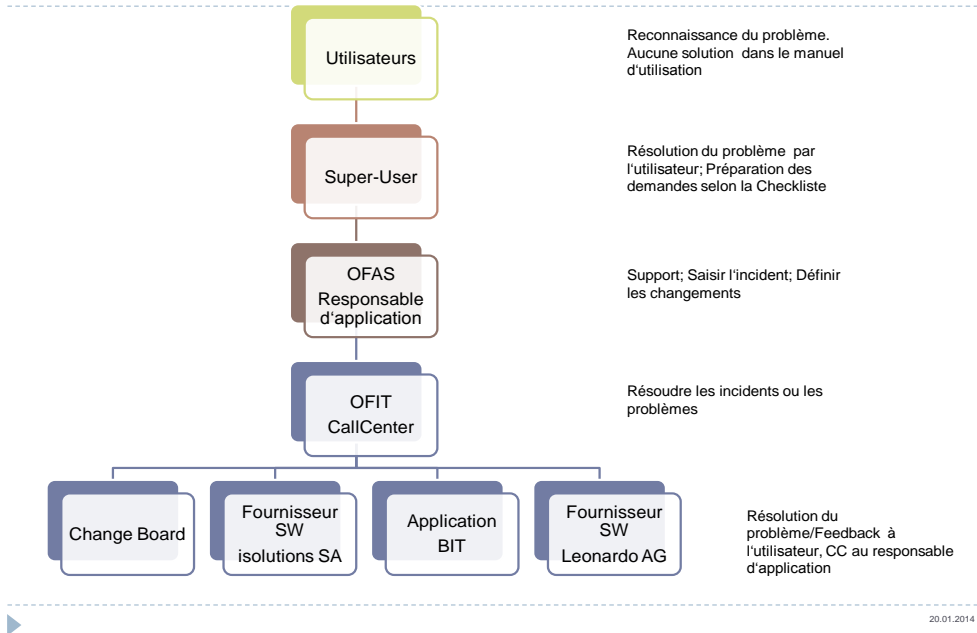 Utilisateurs
Reconnaissance du problème.
Aucune solution  dans le manuel
d‘utilisation
Super-User
Résolution du problème  par
l‘utilisateur; Préparation des
demandes selon la Checkliste
OFAS
Responsable
d‘application
Support; Saisir l‘incident; Définir
les changements
OFIT
CallCenter
Résoudre les incidents ou les
problèmes
Change Board
Fournisseur
SW
isolutions SA
Application
BIT
Fournisseur
SW
Leonardo AG
Résolution du
problème/Feedback  à
l‘utilisateur, CC au responsable
d‘application
20.01.2014